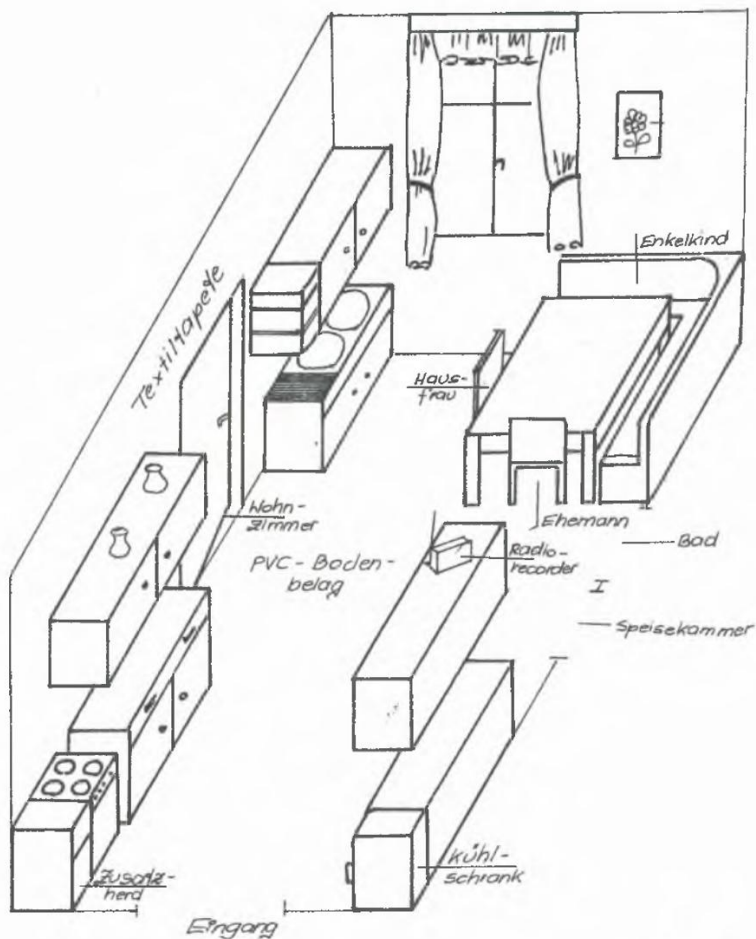 Enkelkind
Textiltapete
Haus-
frau
Wohn-
zimmer
Ehemann
Bad
Radio-
recorder
PVC-Boden-
belag
I
Speisekammer
Kühl-
schrank
Zusatz-
herd
Eingang